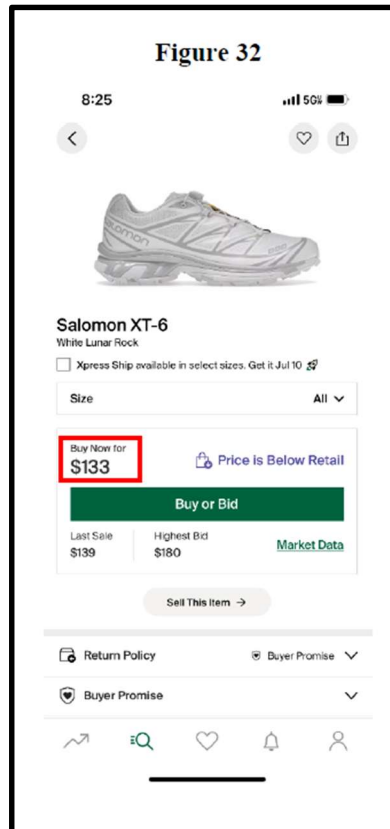 Figure 32
8:25
5G
SALOMON
Salomon XT-6
White Lunar Rock
Xpress Ship available in select sizes. Get it Jul 10
Size All
Buy Now for
$133
Price is Below Retail
Buy or Bid
Last Sale Highest Bid
$139 $180 Market Data
Sell This Item →
Return Policy Buyer Promise
Buyer Promise